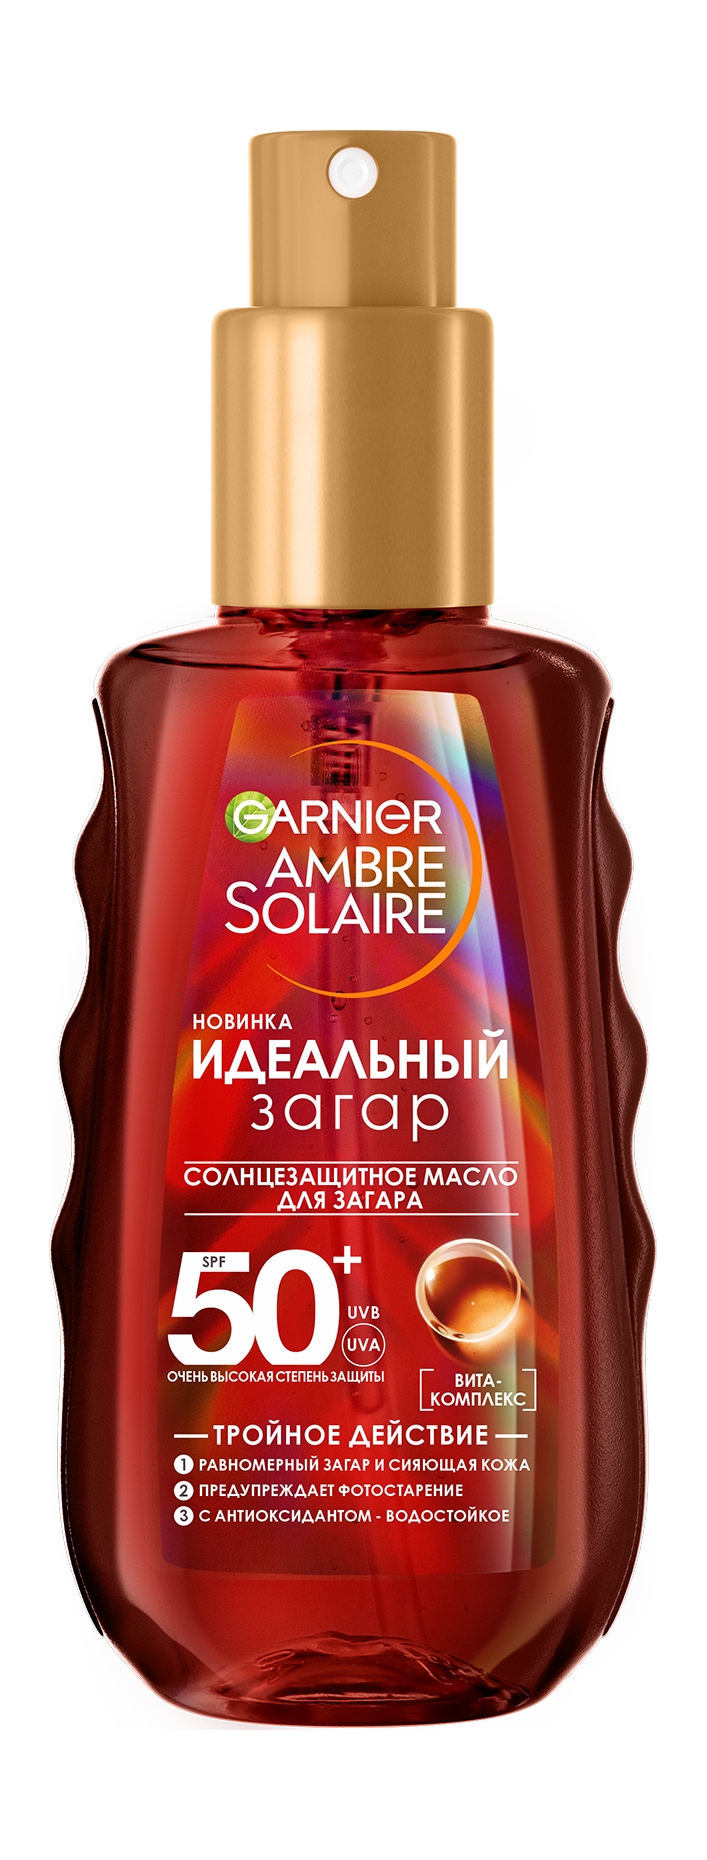 GARNIER
AMBRE
SOLAIRE
НОВИНКА
ИДЕАЛЬНЫЙ
загар
СОЛНЦЕЗАЩИТНОЕ МАСЛО
ДЛЯ ЗАГАРА
SPF
50+
UVB
UVA
ОЧЕНЬ ВЫСОКАЯ СТЕПЕНЬ ЗАЩИТЫ
ВИТА-
КОМПЛЕКС
ТРОЙНОЕ ДЕЙСТВИЕ
1 РАВНОМЕРНЫЙ ЗАГАР И СИЯЮЩАЯ КОЖА
2 ПРЕДУПРЕЖДАЕТ ФОТОСТАРЕНИЕ
3 С АНТИОКСИДАНТОМ - ВОДОСТОЙКОЕ